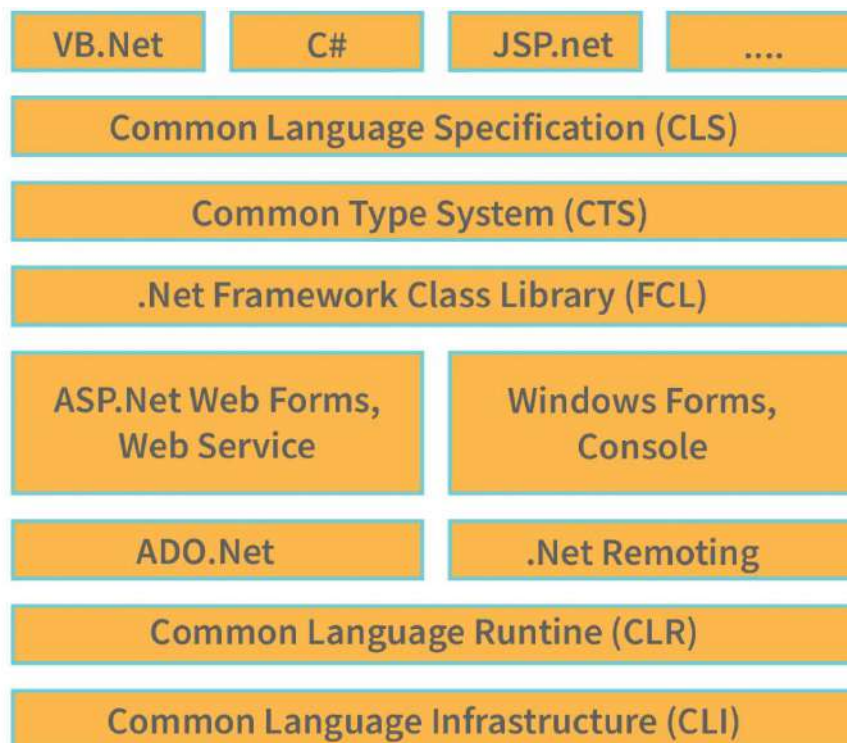 VB.Net
C#
JSP.net
....
Common Language Specification (CLS)
Common Type System (CTS)
.Net Framework Class Library (FCL)
ASP.Net Web Forms,
Web Service
Windows Forms,
Console
ADO.Net
.Net Remoting
Common Language Runtine (CLR)
Common Language Infrastructure (CLI)